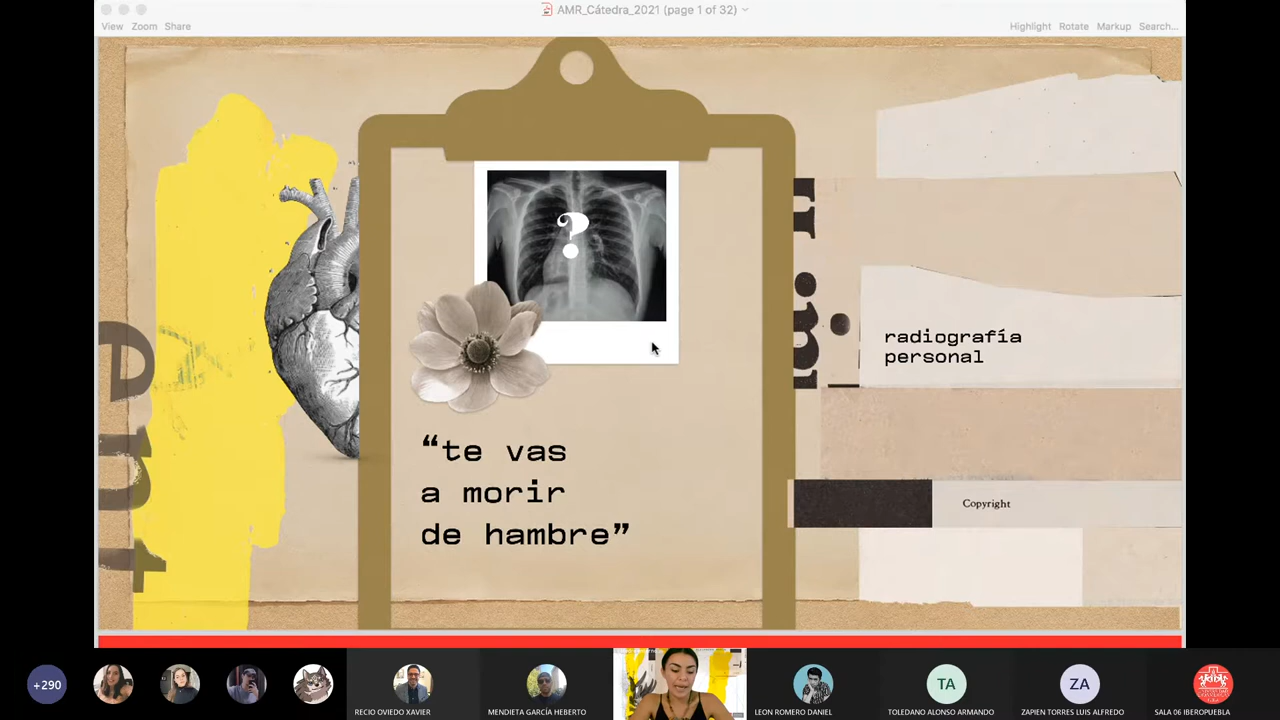 AMR_Cátedra_2021 (page 1 of 32)
View Zoom Share
Highlight Rotate Markup Search...
?
radiografía
personal
“te vas
a morir
de hambre”
Copyright
ent
+290
RECIO OVIEDO XAVIER
MENDIETA GARCÍA HEBERTO
LEON ROMERO DANIEL
TA
TOLEDANO ALONSO ARMANDO
ZA
ZAPIEN TORRES LUIS ALFREDO
SALA 06 IBEROPUEBLA